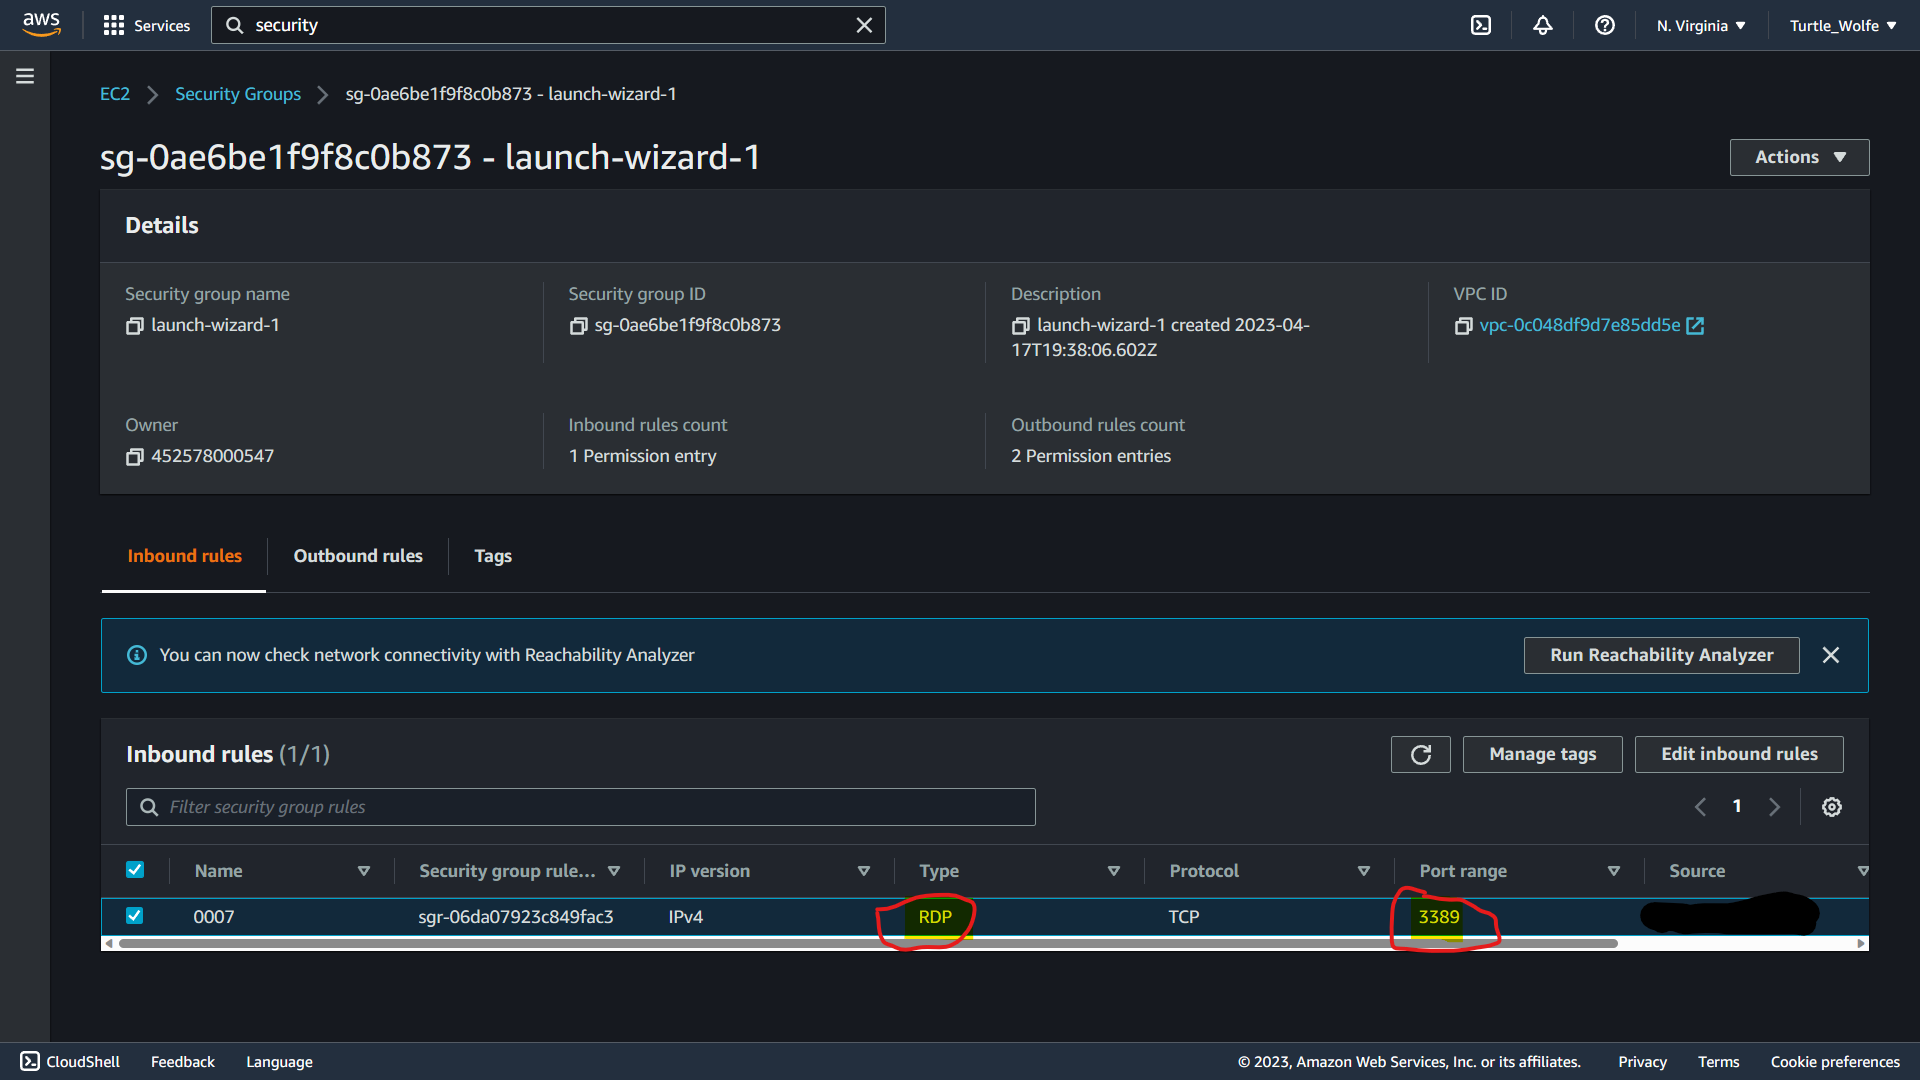 aws Services security N. Virginia Turtle_Wolfe
EC2 Security Groups sg-0ae6be1f9f8c0b873 - launch-wizard-1
sg-0ae6be1f9f8c0b873 - launch-wizard-1
Actions
Details
Security group name Security group ID Description VPC ID
launch-wizard-1 sg-0ae6be1f9f8c0b873 launch-wizard-1 created 2023-04- vpc-0c048df9d7e85dd5e
17T19:38:06.602Z
Owner Inbound rules count Outbound rules count
452578000547 1 Permission entry 2 Permission entries
Inbound rules Outbound rules Tags
You can now check network connectivity with Reachability Analyzer Run Reachability Analyzer
Inbound rules (1/1) Manage tags Edit inbound rules
Filter security group rules 1
Name Security group rule... IP version Type Protocol Port range Source
0007 sgr-06da07923c849fac3 IPv4 RDP TCP 3389
CloudShell Feedback Language © 2023, Amazon Web Services, Inc. or its affiliates. Privacy Terms Cookie preferences